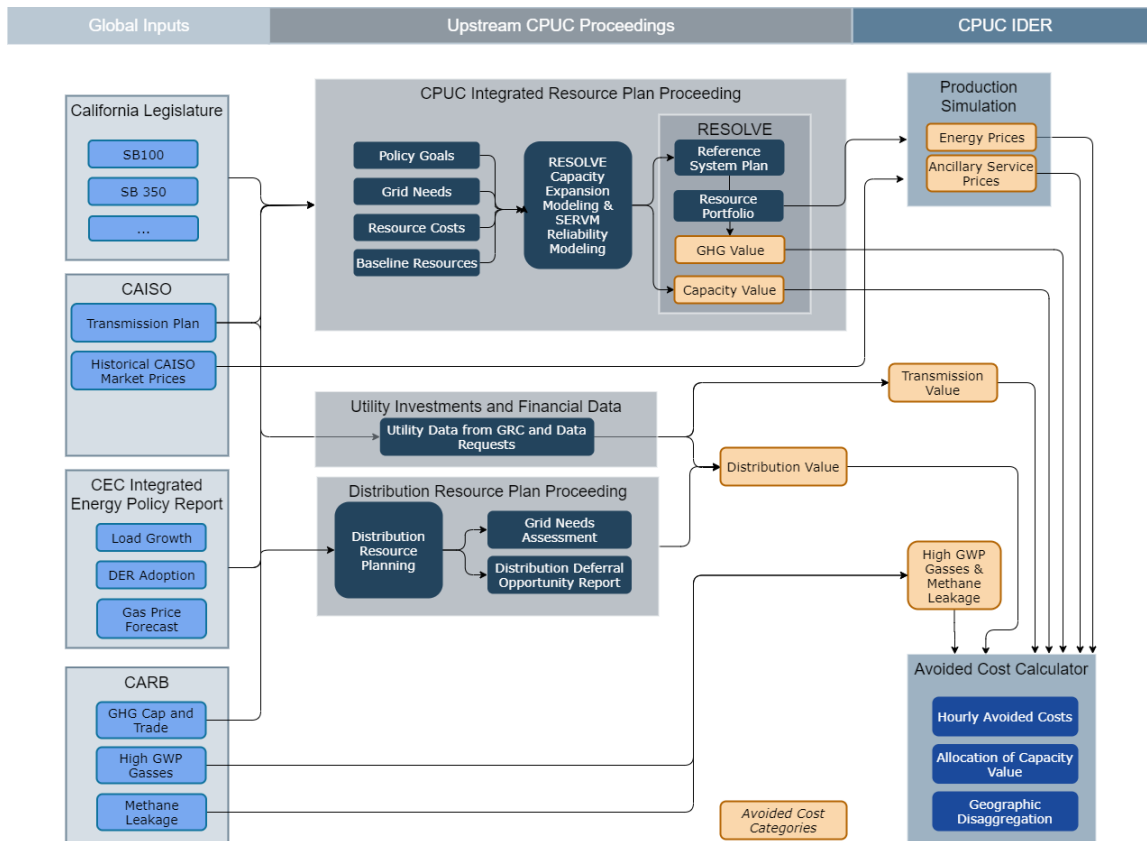 Global Inputs
Upstream CPUC Proceedings
CPUC IDER
California Legislature
SB100
SB 350
...
CAISO
Transmission Plan
Historical CAISO
Market Prices
CEC Integrated
Energy Policy Report
Load Growth
DER Adoption
Gas Price
Forecast
CARB
GHG Cap and
Trade
High GWP
Gasses
Methane
Leakage
CPUC Integrated Resource Plan Proceeding
Policy Goals
Grid Needs
Resource Costs
Baseline Resources
RESOLVE
Capacity
Expansion
Modeling &
SERVM
Reliability
Modeling
RESOLVE
Reference
System Plan
Resource
Portfolio
GHG Value
Capacity Value
Utility Investments and Financial Data
Utility Data from GRC and Data
Requests
Distribution Resource Plan Proceeding
Distribution
Resource
Planning
Grid Needs
Assessment
Distribution Deferral
Opportunity Report
Production
Simulation
Energy Prices
Ancillary Service
Prices
Transmission
Value
Distribution Value
High GWP
Gasses &
Methane
Leakage
Avoided Cost Calculator
Hourly Avoided Costs
Allocation of Capacity
Value
Geographic
Disaggregation
Avoided Cost
Categories